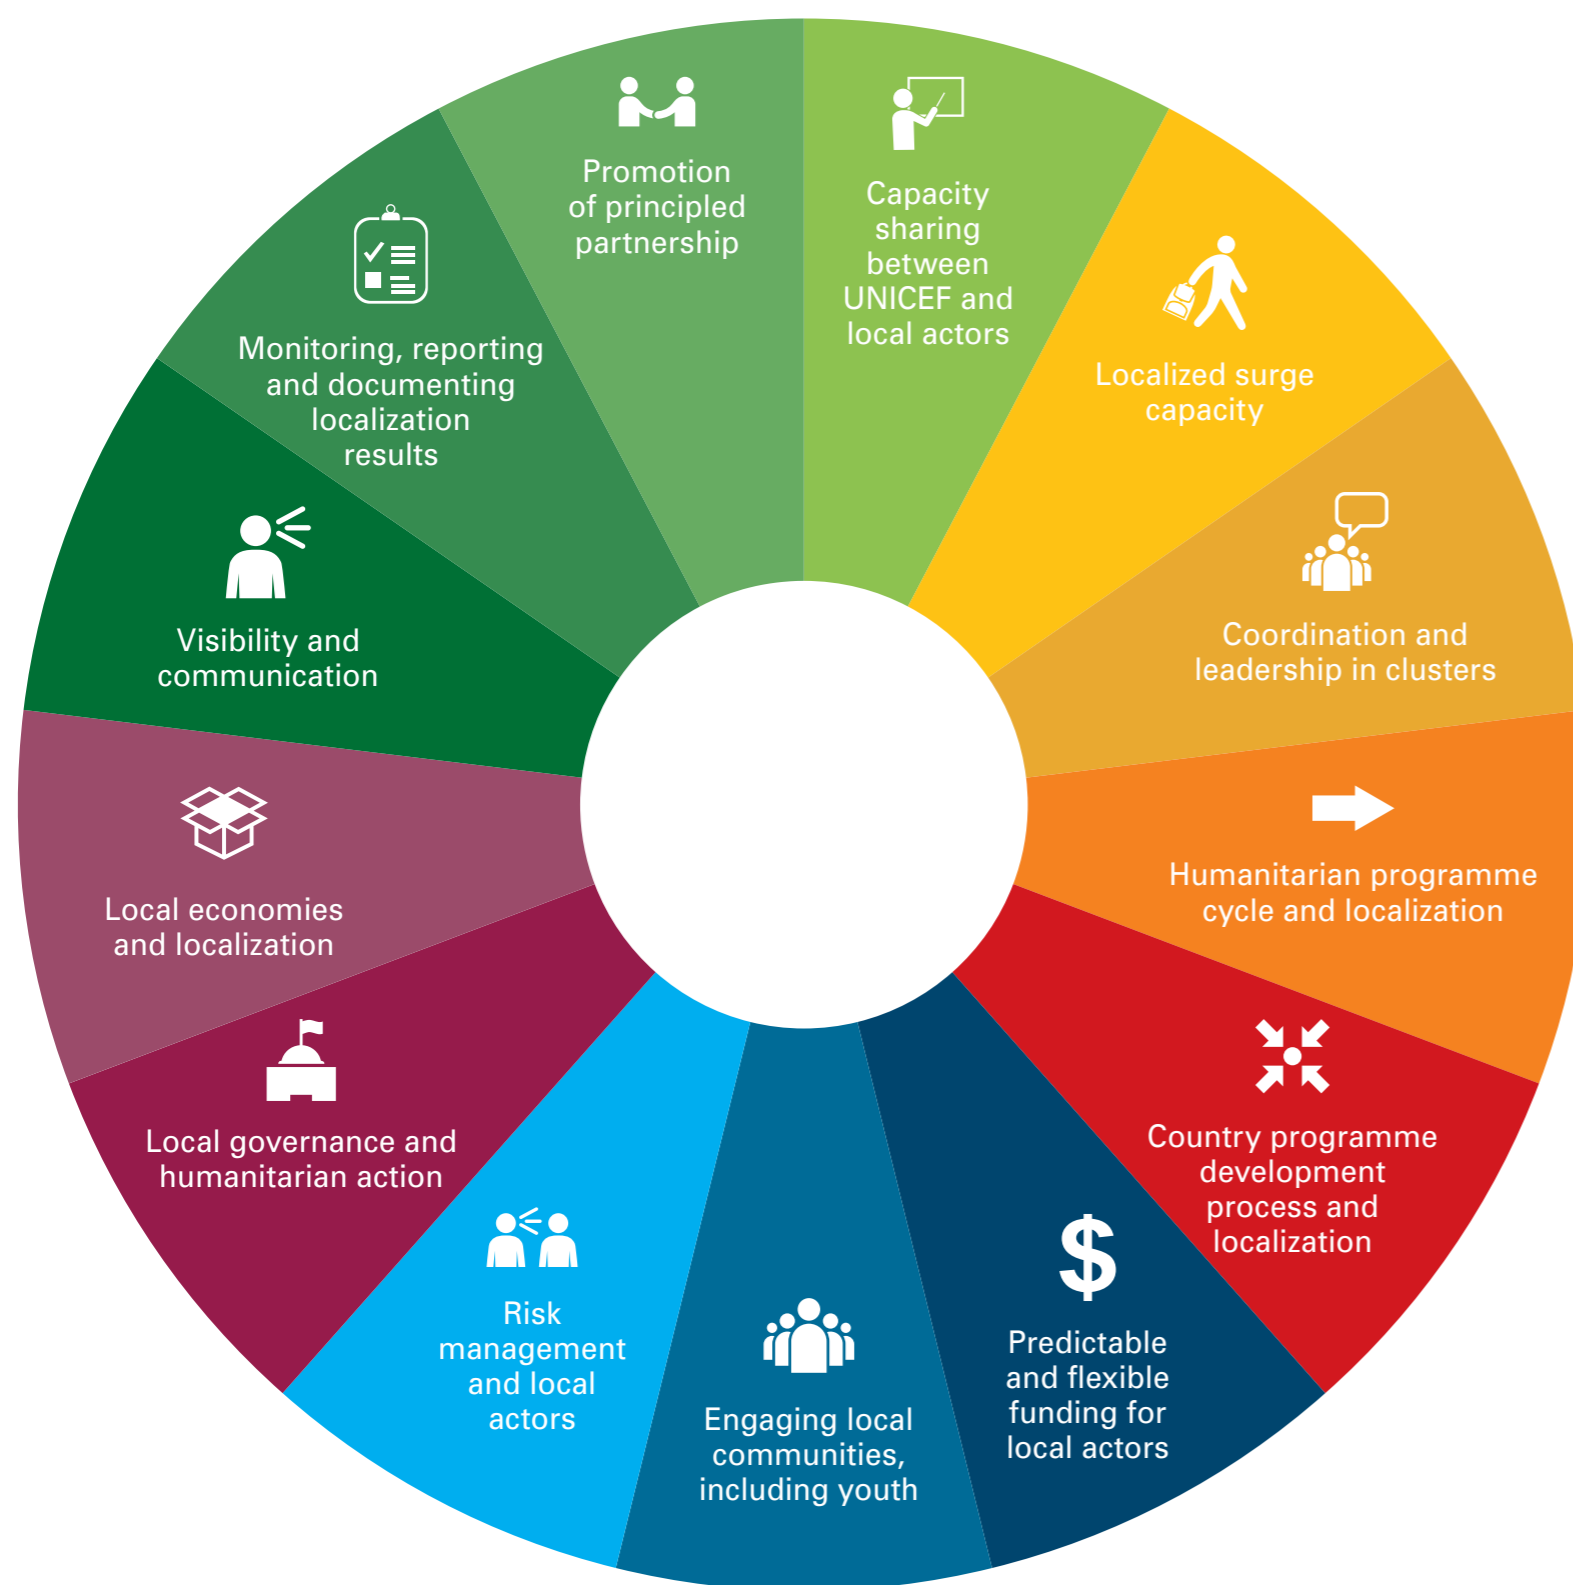 Promotion
of principled
partnership
Capacity
sharing
between
UNICEF and
local actors
Localized surge
capacity
Coordination and
leadership in clusters
Humanitarian programme
cycle and localization
Country programme
development
process and
localization
$
Predictable
and flexible
funding for
local actors
Engaging local
communities,
including youth
Risk
management
and local
actors
Local governance and
humanitarian action
Local economies
and localization
Visibility and
communication
Monitoring, reporting
and documenting
localization
results